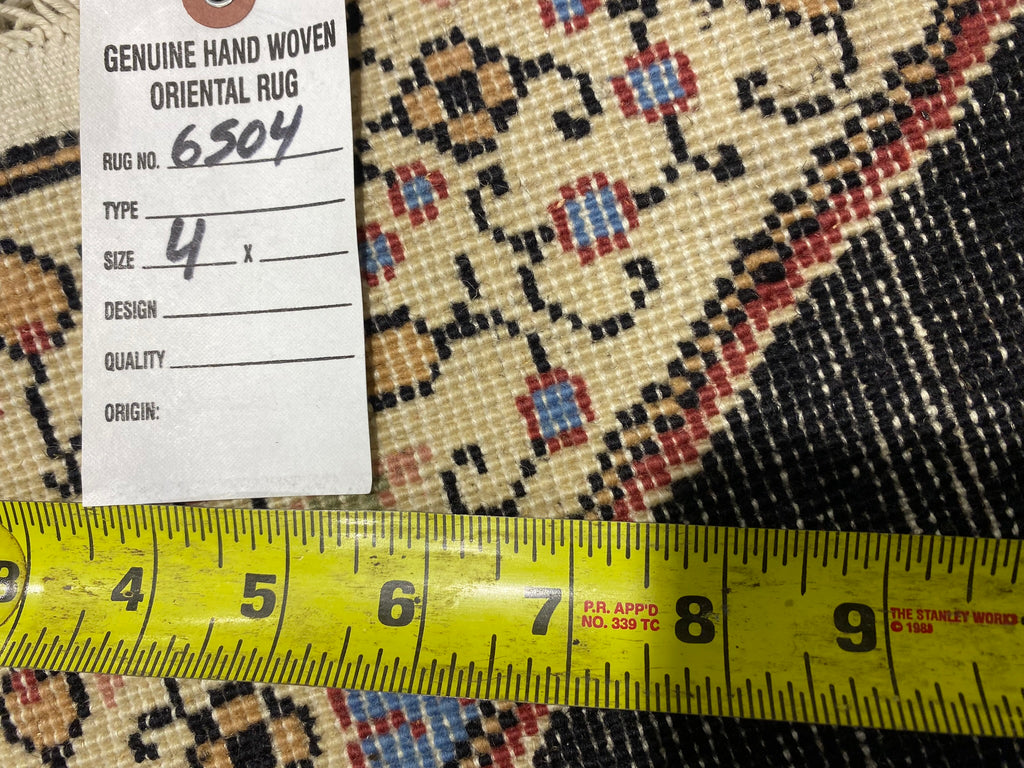 GENUINE HAND WOVEN
ORIENTAL RUG
RUG NO. 6504
TYPE
SIZE 4 X
DESIGN
QUALITY
ORIGIN:
3 4 5 6 7 8 9
P.R. APP'D
NO. 339 TC
THE STANLEY WORKS